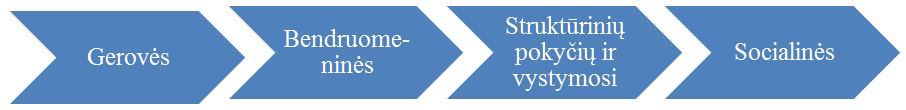 Gerovės
Bendruome-
ninės
Struktūrinių
pokyčių ir
vystymosi
Socialinės